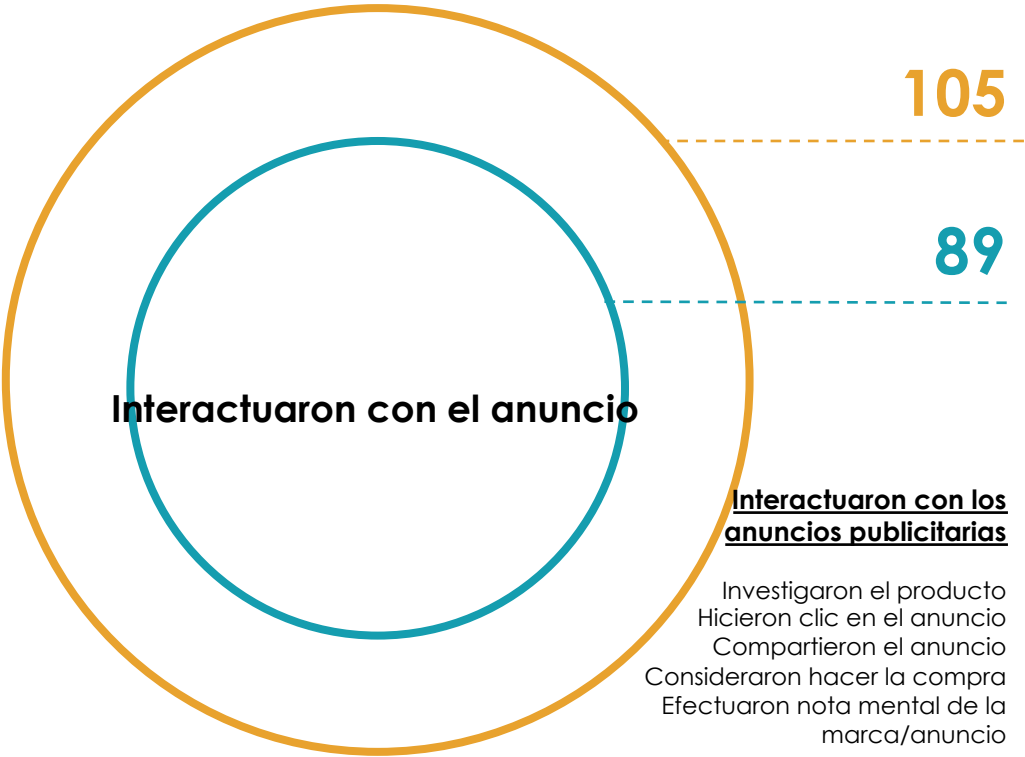 105
89
Interactuaron con el anuncio
Interactuaron con los
anuncios publicitarias
Investigaron el producto
Hicieron clic en el anuncio
Compartieron el anuncio
Consideraron hacer la compra
Efectuaron nota mental de la
marca/anuncio